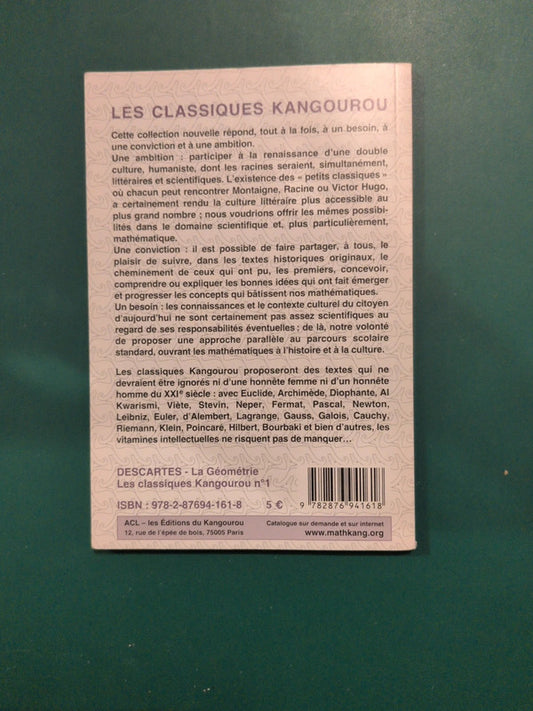 LES CLASSIQUES KANGOUROU
Cette collection nouvelle répond, tout à la fois, à un besoin, à
une conviction et à une ambition.
Une ambition : participer à la renaissance d'une double
culture, humaniste, dont les racines seraient, simultanément,
littéraires et scientifiques. L'existence des « petits classiques »
où chacun peut rencontrer Montaigne, Racine ou Victor Hugo,
a certainement rendu la culture littéraire plus accessible au
plus grand nombre ; nous voudrions offrir les mêmes possibi-
lités dans le domaine scientifique et, plus particulièrement,
mathématique.
Une conviction : il est possible de faire partager, à tous, le
plaisir de suivre, dans les textes historiques originaux, le
cheminement de ceux qui ont pu, les premiers, concevoir,
comprendre ou expliquer les bonnes idées qui ont fait émerger
et progresser les concepts qui bâtissent nos mathématiques.
Un besoin : les connaissances et le contexte culturel du citoyen
d'aujourd'hui ne sont certainement pas assez scientifiques au
regard de ses responsabilités éventuelles ; de là, notre volonté
de proposer une approche parallèle au parcours scolaire
standard, ouvrant les mathématiques à l'histoire et à la culture.
Les classiques Kangourou proposeront des textes qui ne
devraient être ignorés ni d'une honnête femme ni d'un honnête
homme du XXIe siècle : avec Euclide, Archimède, Diophante, Al
Kwarismi, Viète, Stevin, Neper, Fermat, Pascal, Newton,
Leibniz, Euler, d'Alembert, Lagrange, Gauss, Galois, Cauchy,
Riemann, Klein, Poincaré, Hilbert, Bourbaki et bien d'autres, les
vitamines intellectuelles ne risquent pas de manquer...
DESCARTES - La Géométrie
Les classiques Kangourou n°1
ISBN : 978-2-87694-161-8 5 €
9 782876 941618
ACL – les Éditions du Kangourou
12, rue de l'épée de bois, 75005 Paris
Catalogue sur demande et sur internet
www.mathkang.org